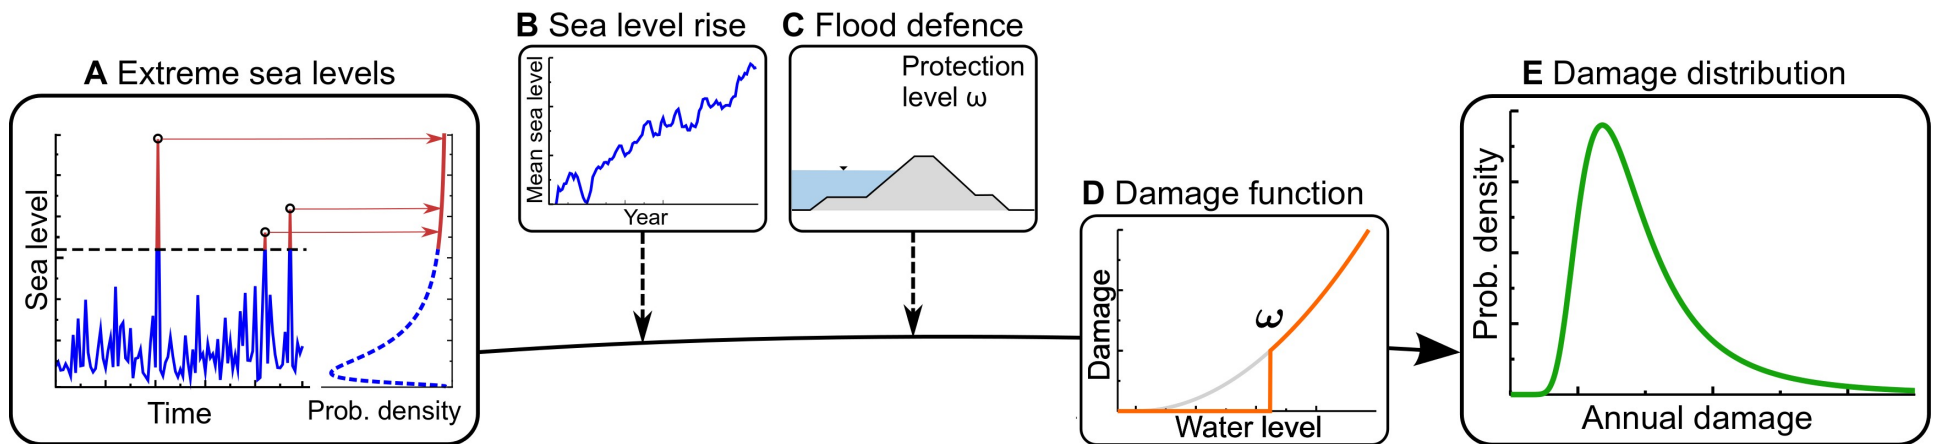 A Extreme sea levels
Sea level
Time
Prob. density
B Sea level rise
Mean sea level
Year
C Flood defence
Protection
level ω
D Damage function
Damage
ω
Water level
E Damage distribution
Prob. density
Annual damage